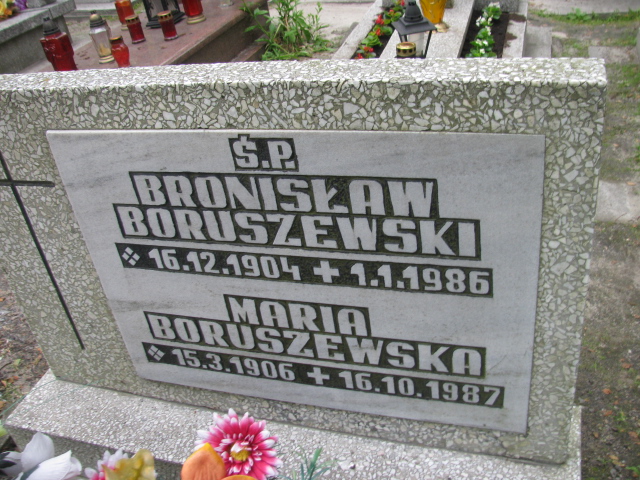 Ś.P.
BRONISŁAW
BORUSZEWSKI
❖ 16.12.1904 + 1.1.1986
MARIA
BORUSZEWSKA
❖ 15.3.1906 + 16.10.1987